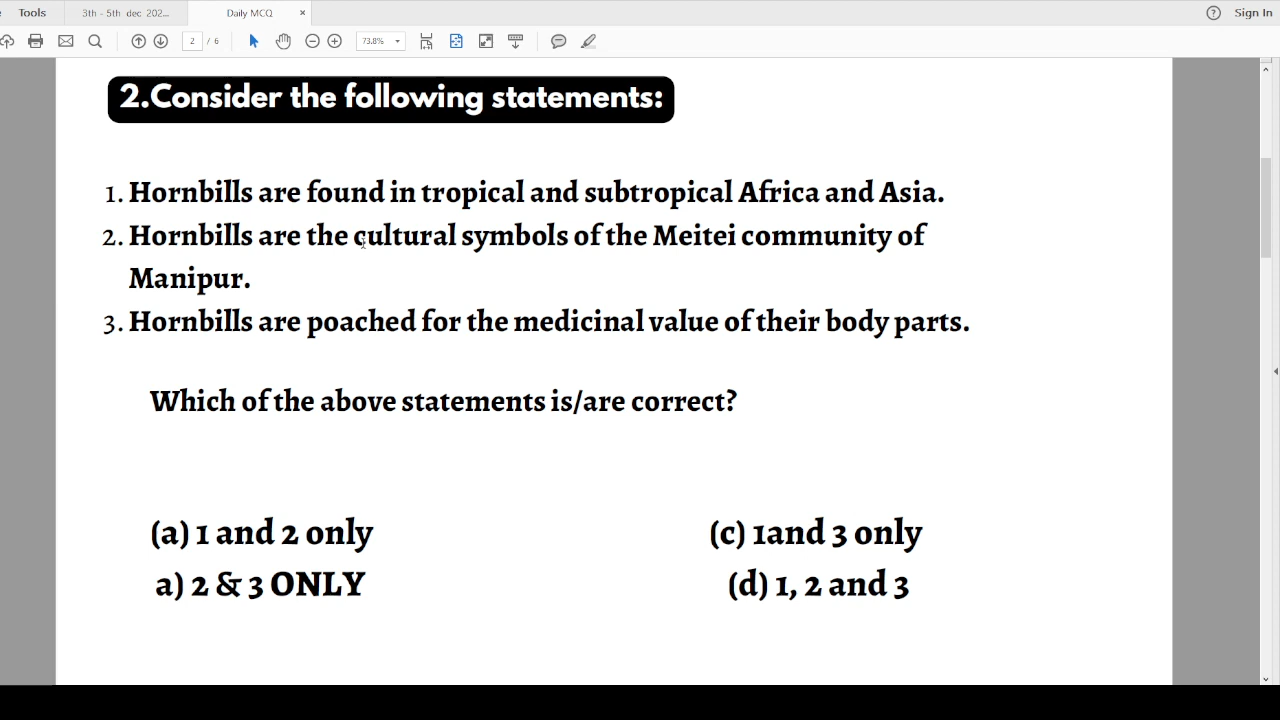 Tools
3th - 5th dec 202...
Daily MCQ
×
Sign In
2 / 6
73.8%
2.Consider the following statements:
1. Hornbills are found in tropical and subtropical Africa and Asia.
2. Hornbills are the cultural symbols of the Meitei community of
Manipur.
3. Hornbills are poached for the medicinal value of their body parts.
Which of the above statements is/are correct?
(a) 1 and 2 only
(c) 1and 3 only
a) 2 & 3 ONLY
(d) 1, 2 and 3